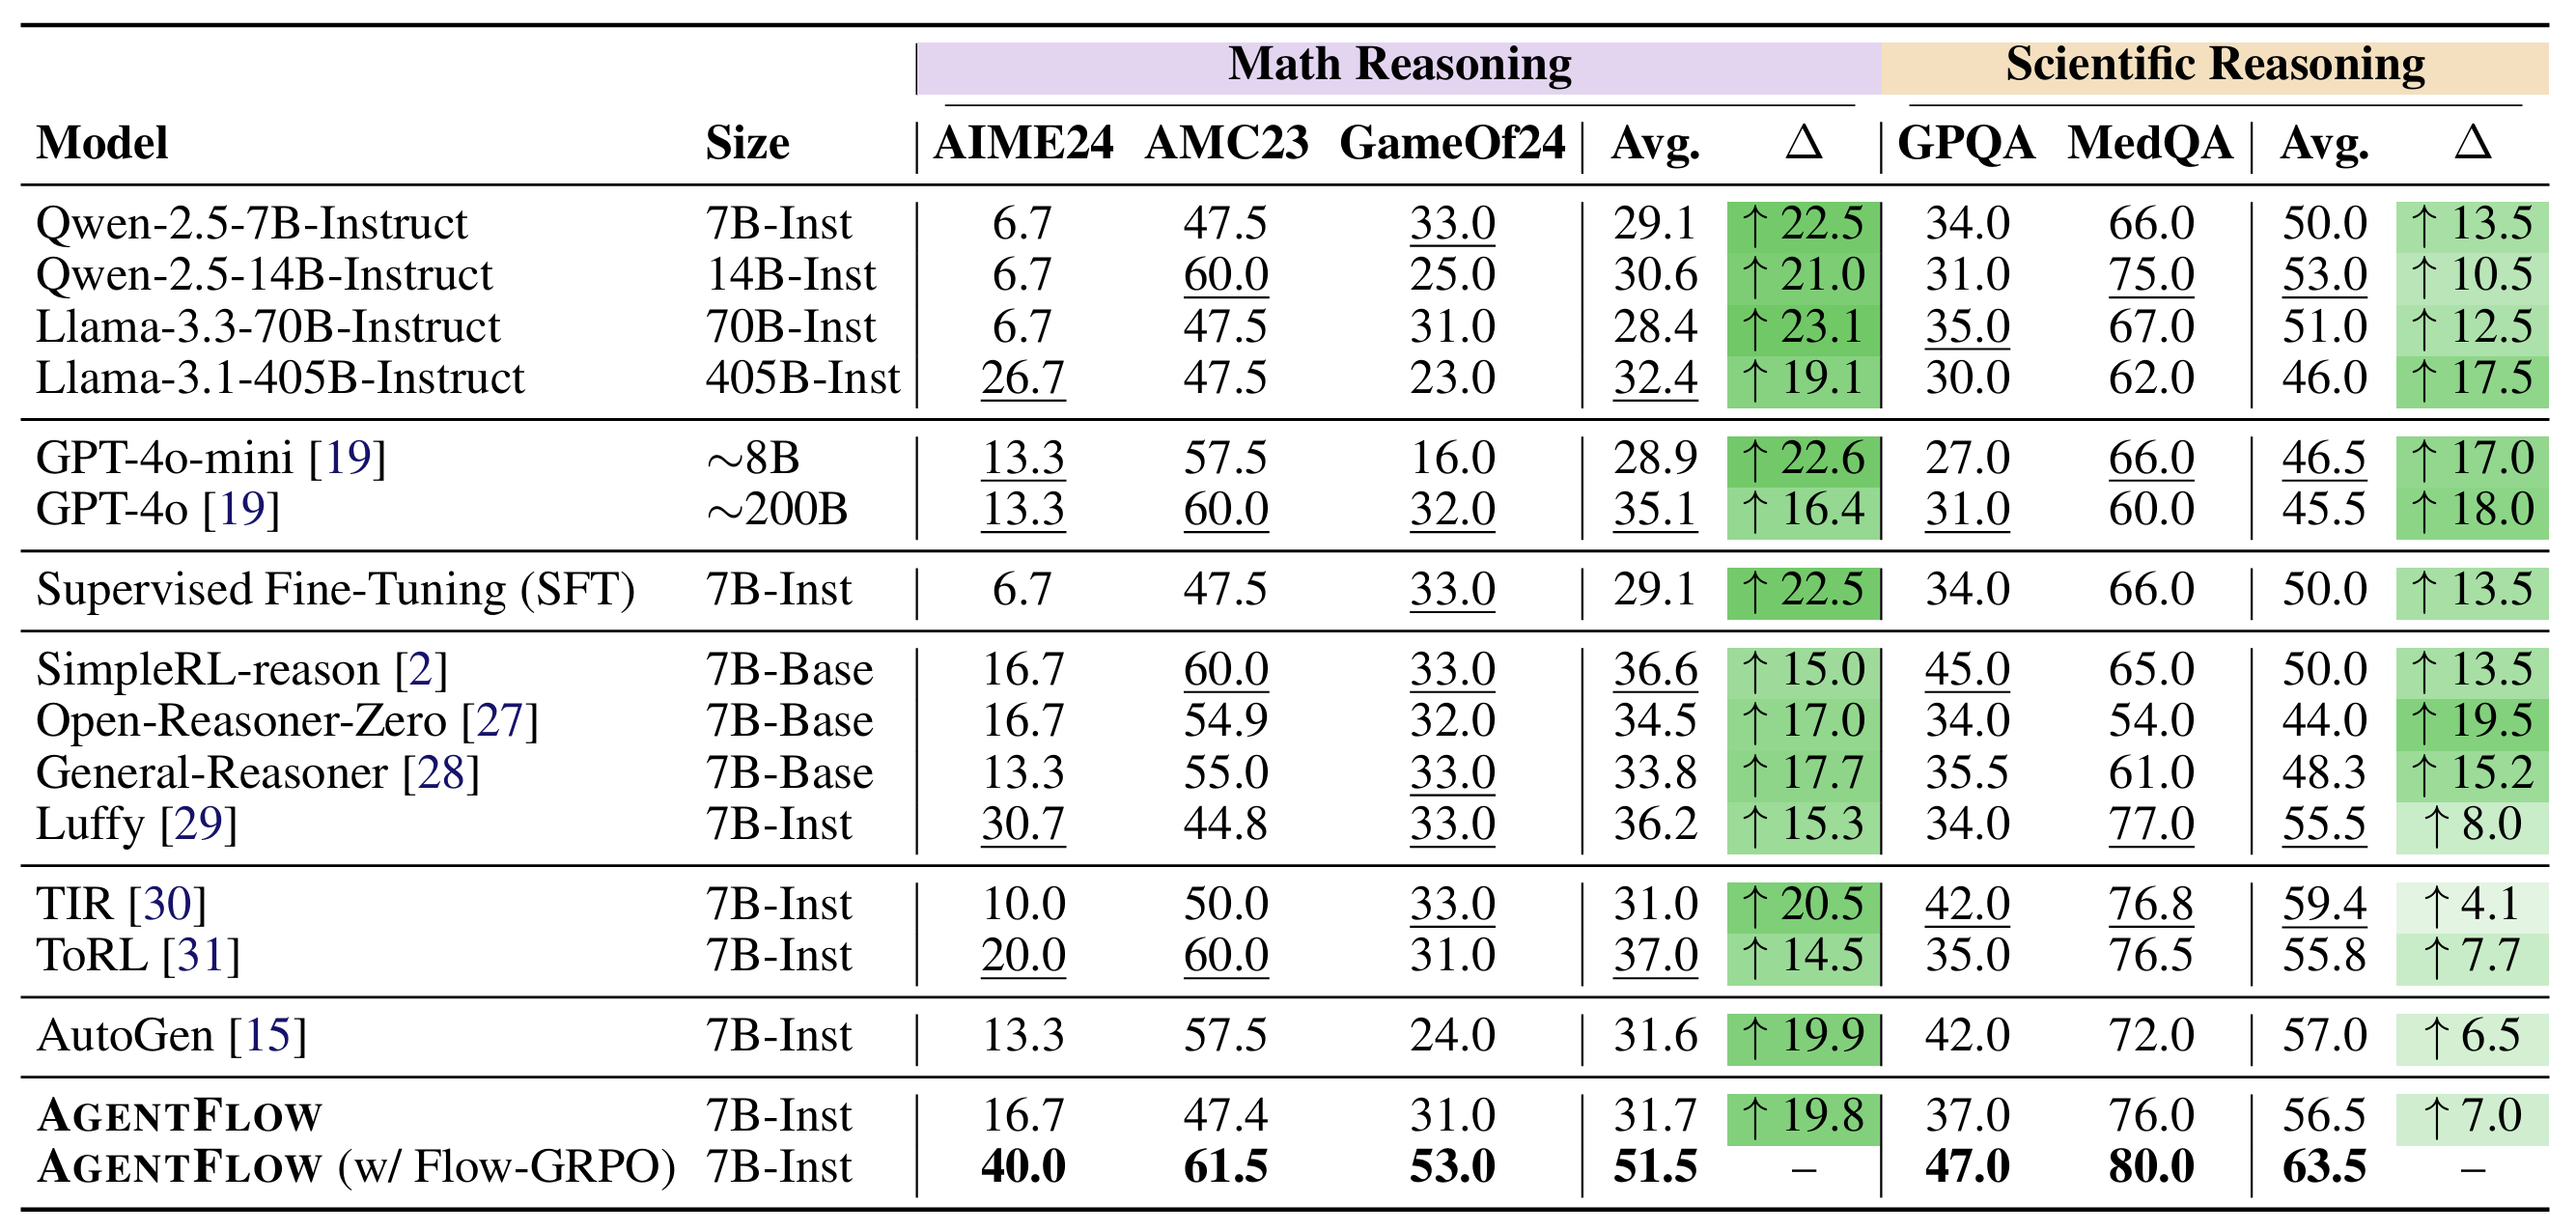 Math Reasoning Scientific Reasoning
Model Size AIME24 AMC23 GameOf24 Avg. Δ GPQA MedQA Avg. Δ
Qwen-2.5-7B-Instruct 7B-Inst 6.7 47.5 33.0 29.1 ↑ 22.5 34.0 66.0 50.0 ↑ 13.5
Qwen-2.5-14B-Instruct 14B-Inst 6.7 60.0 25.0 30.6 ↑ 21.0 31.0 75.0 53.0 ↑ 10.5
Llama-3.3-70B-Instruct 70B-Inst 6.7 47.5 31.0 28.4 ↑ 23.1 35.0 67.0 51.0 ↑ 12.5
Llama-3.1-405B-Instruct 405B-Inst 26.7 47.5 23.0 32.4 ↑ 19.1 30.0 62.0 46.0 ↑ 17.5
GPT-4o-mini [19] ~8B 13.3 57.5 16.0 28.9 ↑ 22.6 27.0 66.0 46.5 ↑ 17.0
GPT-4o [19] ~200B 13.3 60.0 32.0 35.1 ↑ 16.4 31.0 60.0 45.5 ↑ 18.0
Supervised Fine-Tuning (SFT) 7B-Inst 6.7 47.5 33.0 29.1 ↑ 22.5 34.0 66.0 50.0 ↑ 13.5
SimpleRL-reason [2] 7B-Base 16.7 60.0 33.0 36.6 ↑ 15.0 45.0 65.0 50.0 ↑ 13.5
Open-Reasoner-Zero [27] 7B-Base 16.7 54.9 32.0 34.5 ↑ 17.0 34.0 54.0 44.0 ↑ 19.5
General-Reasoner [28] 7B-Base 13.3 55.0 33.0 33.8 ↑ 17.7 35.5 61.0 48.3 ↑ 15.2
Luffy [29] 7B-Inst 30.7 44.8 33.0 36.2 ↑ 15.3 34.0 77.0 55.5 ↑ 8.0
TIR [30] 7B-Inst 10.0 50.0 33.0 31.0 ↑ 20.5 42.0 76.8 59.4 ↑ 4.1
ToRL [31] 7B-Inst 20.0 60.0 31.0 37.0 ↑ 14.5 35.0 76.5 55.8 ↑ 7.7
AutoGen [15] 7B-Inst 13.3 57.5 24.0 31.6 ↑ 19.9 42.0 72.0 57.0 ↑ 6.5
AGENTFLOW 7B-Inst 16.7 47.4 31.0 31.7 ↑ 19.8 37.0 76.0 56.5 ↑ 7.0
AGENTFLOW (w/ Flow-GRPO) 7B-Inst 40.0 61.5 53.0 51.5 – 47.0 80.0 63.5 –